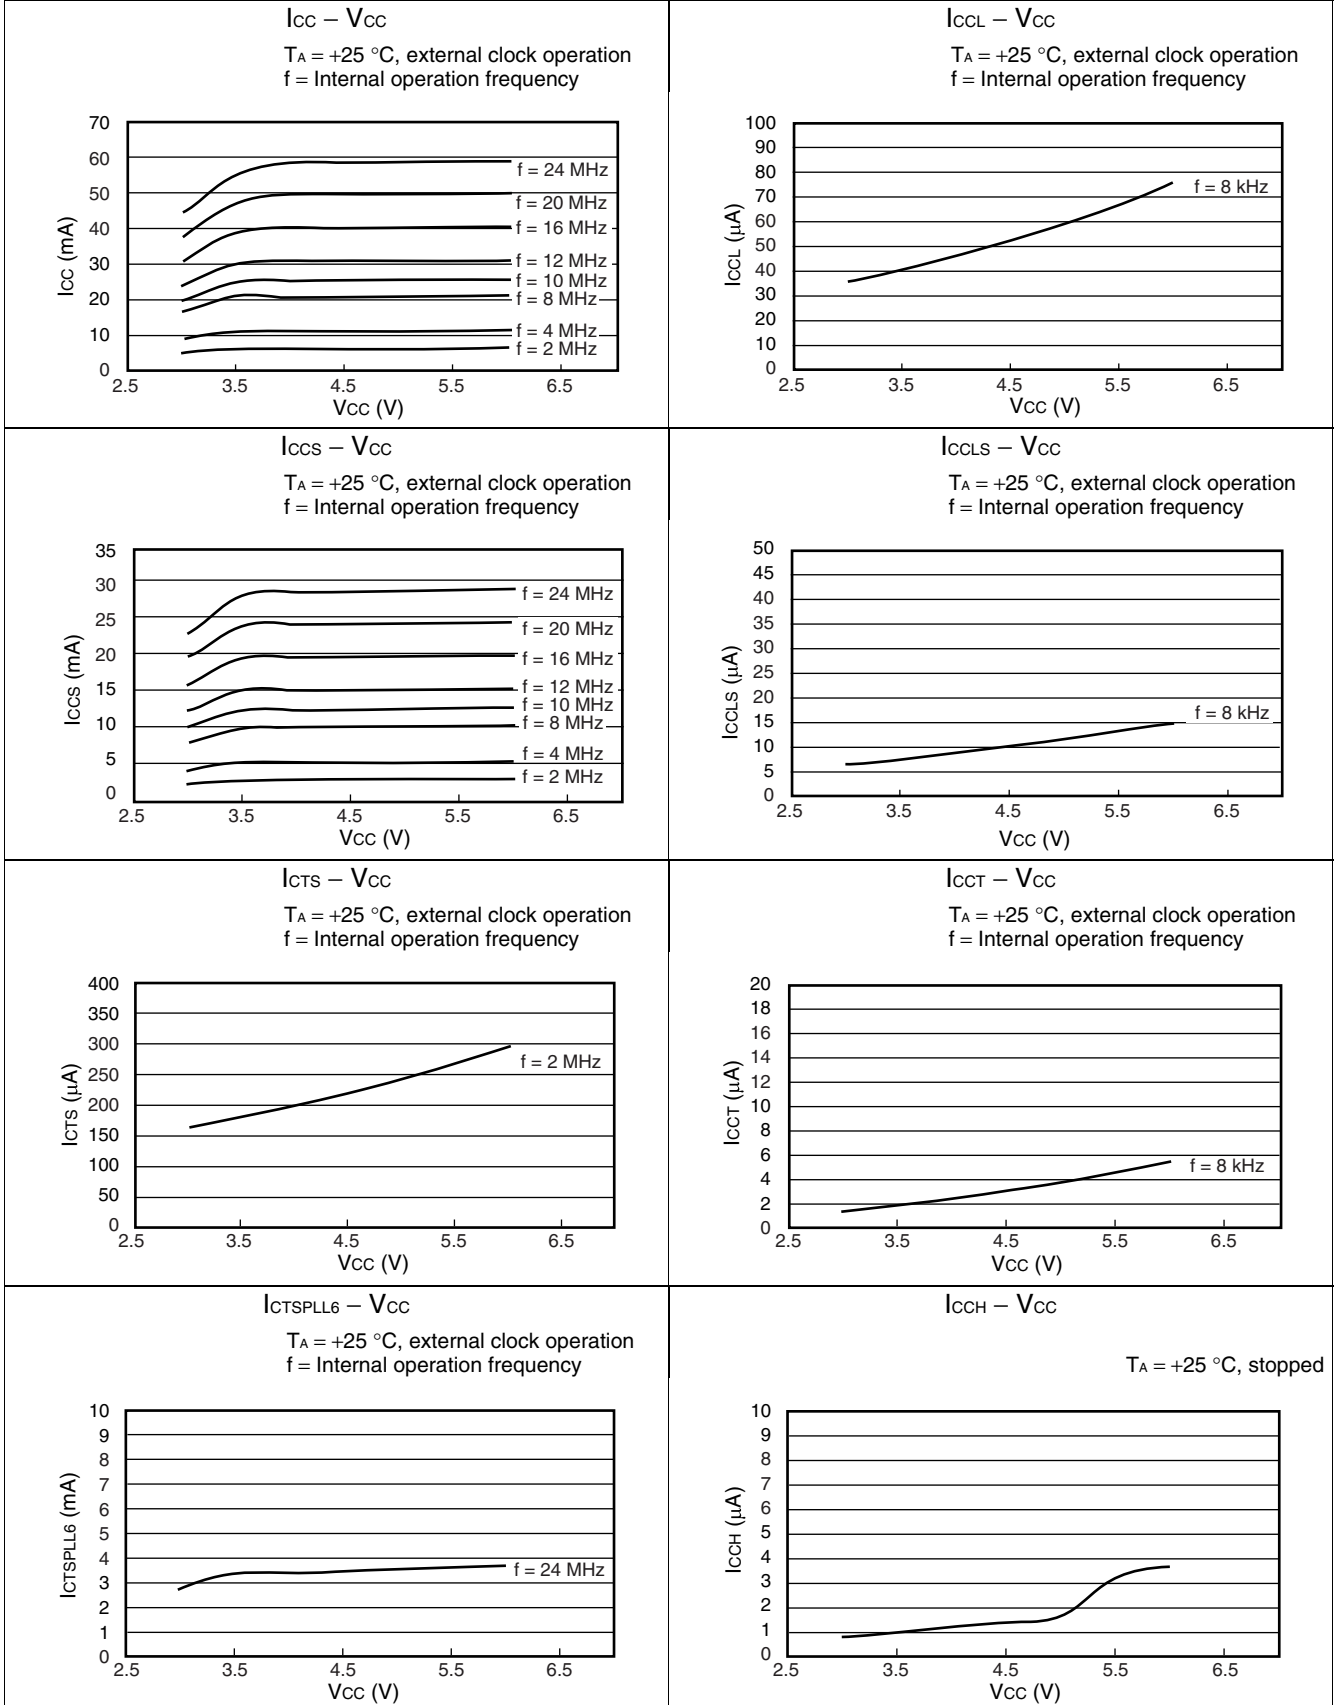 ICC – VCC
TA = +25 °C, external clock operation
f = Internal operation frequency
70
60
50
40
30
20
10
0
ICC (mA)
f = 24 MHz
f = 20 MHz
f = 16 MHz
f = 12 MHz
f = 10 MHz
f = 8 MHz
f = 4 MHz
f = 2 MHz
2.5 3.5 4.5 5.5 6.5
VCC (V)
ICCL – VCC
TA = +25 °C, external clock operation
f = Internal operation frequency
100
90
80
70
60
50
40
30
20
10
0
ICCL (μA)
f = 8 kHz
2.5 3.5 4.5 5.5 6.5
VCC (V)
ICCS – VCC
TA = +25 °C, external clock operation
f = Internal operation frequency
35
30
25
20
15
10
5
0
ICCS (mA)
f = 24 MHz
f = 20 MHz
f = 16 MHz
f = 12 MHz
f = 10 MHz
f = 8 MHz
f = 4 MHz
f = 2 MHz
2.5 3.5 4.5 5.5 6.5
VCC (V)
ICCLS – VCC
TA = +25 °C, external clock operation
f = Internal operation frequency
50
45
40
35
30
25
20
15
10
5
0
ICCLS (μA)
f = 8 kHz
2.5 3.5 4.5 5.5 6.5
VCC (V)
ICTS – VCC
TA = +25 °C, external clock operation
f = Internal operation frequency
400
350
300
250
200
150
100
50
0
ICTS (μA)
f = 2 MHz
2.5 3.5 4.5 5.5 6.5
VCC (V)
ICCT – VCC
TA = +25 °C, external clock operation
f = Internal operation frequency
20
18
16
14
12
10
8
6
4
2
0
ICCT (μA)
f = 8 kHz
2.5 3.5 4.5 5.5 6.5
VCC (V)
ICTSPLL6 – VCC
TA = +25 °C, external clock operation
f = Internal operation frequency
10
9
8
7
6
5
4
3
2
1
0
ICTSPLL6 (mA)
f = 24 MHz
2.5 3.5 4.5 5.5 6.5
VCC (V)
ICCH – VCC
TA = +25 °C, stopped
10
9
8
7
6
5
4
3
2
1
0
ICCH (μA)
2.5 3.5 4.5 5.5 6.5
VCC (V)